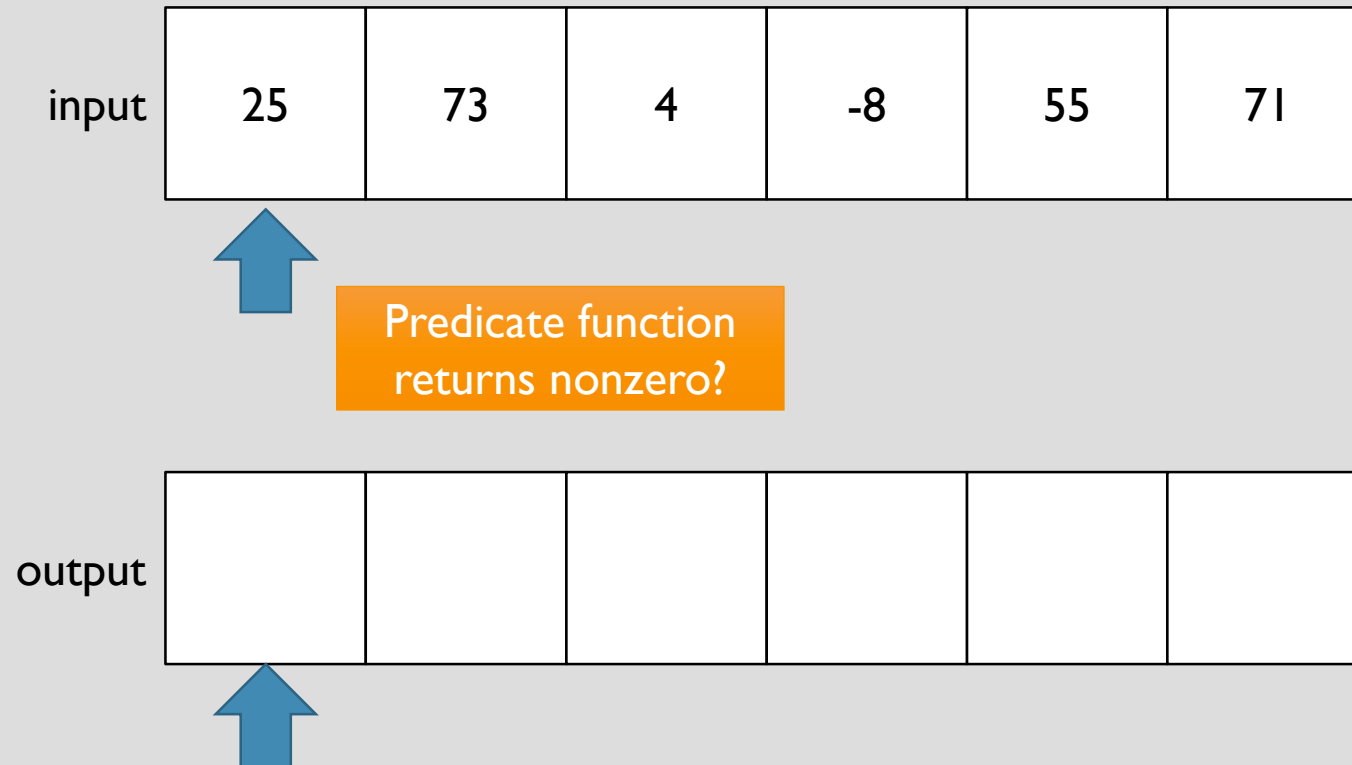 input 25 73 4 -8 55 71
Predicate function
returns nonzero?
output